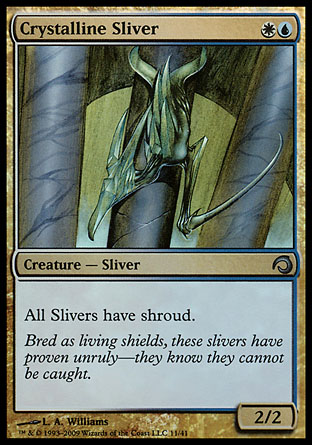 Crystalline Sliver
Creature — Sliver
All Slivers have shroud.
Bred as living shields, these slivers have
proven unruly—they know they cannot
be caught.
L. A. Williams
™ & © 1993–2009 Wizards of the Coast LLC 11/41
2/2